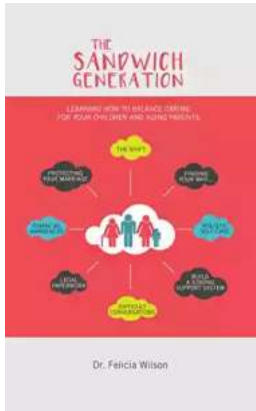 THE
SANDWICH
GENERATION
LEARNING HOW TO BALANCE CARING
FOR YOUR CHILDREN AND AGING PARENTS
THE SHIFT
PROTECTING
YOUR MARRIAGE
FINDING
YOUR WAY...
FINANCIAL
AWARENESS
HOLISTIC
SELF CARE
LEGAL
PAPERWORK
BUILD
A STRONG
SUPPORT SYSTEM
DIFFICULT
CONVERSATIONS
Dr. Felicia Wilson